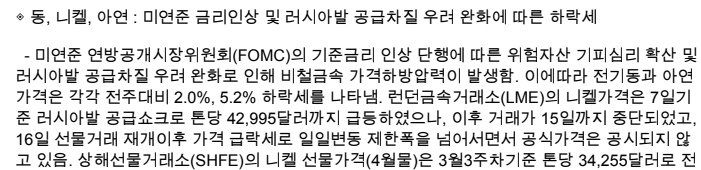 ※ 동, 니켈, 아연 : 미연준 금리인상 및 러시아발 공급차질 우려 완화에 따른 하락세
- 미연준 연방공개시장위원회(FOMC)의 기준금리 인상 단행에 따른 위험자산 기피심리 확산 및
러시아발 공급차질 우려 완화로 인해 비철금속 가격하방압력이 발생함. 이에따라 전기동과 아연
가격은 각각 전주대비 2.0%, 5.2% 하락세를 나타냄. 런던금속거래소(LME)의 니켈가격은 7일기
준 러시아발 공급쇼크로 톤당 42,995달러까지 급등하였으나, 이후 거래가 15일까지 중단되었고,
16일 선물거래 재개이후 가격 급락세로 일일변동 제한폭을 넘어서면서 공식가격은 공시되지 않
고 있음. 상해선물거래소(SHFE)의 니켈 선물가격(4월물)은 3월3주차기준 톤당 34,255달러로 전